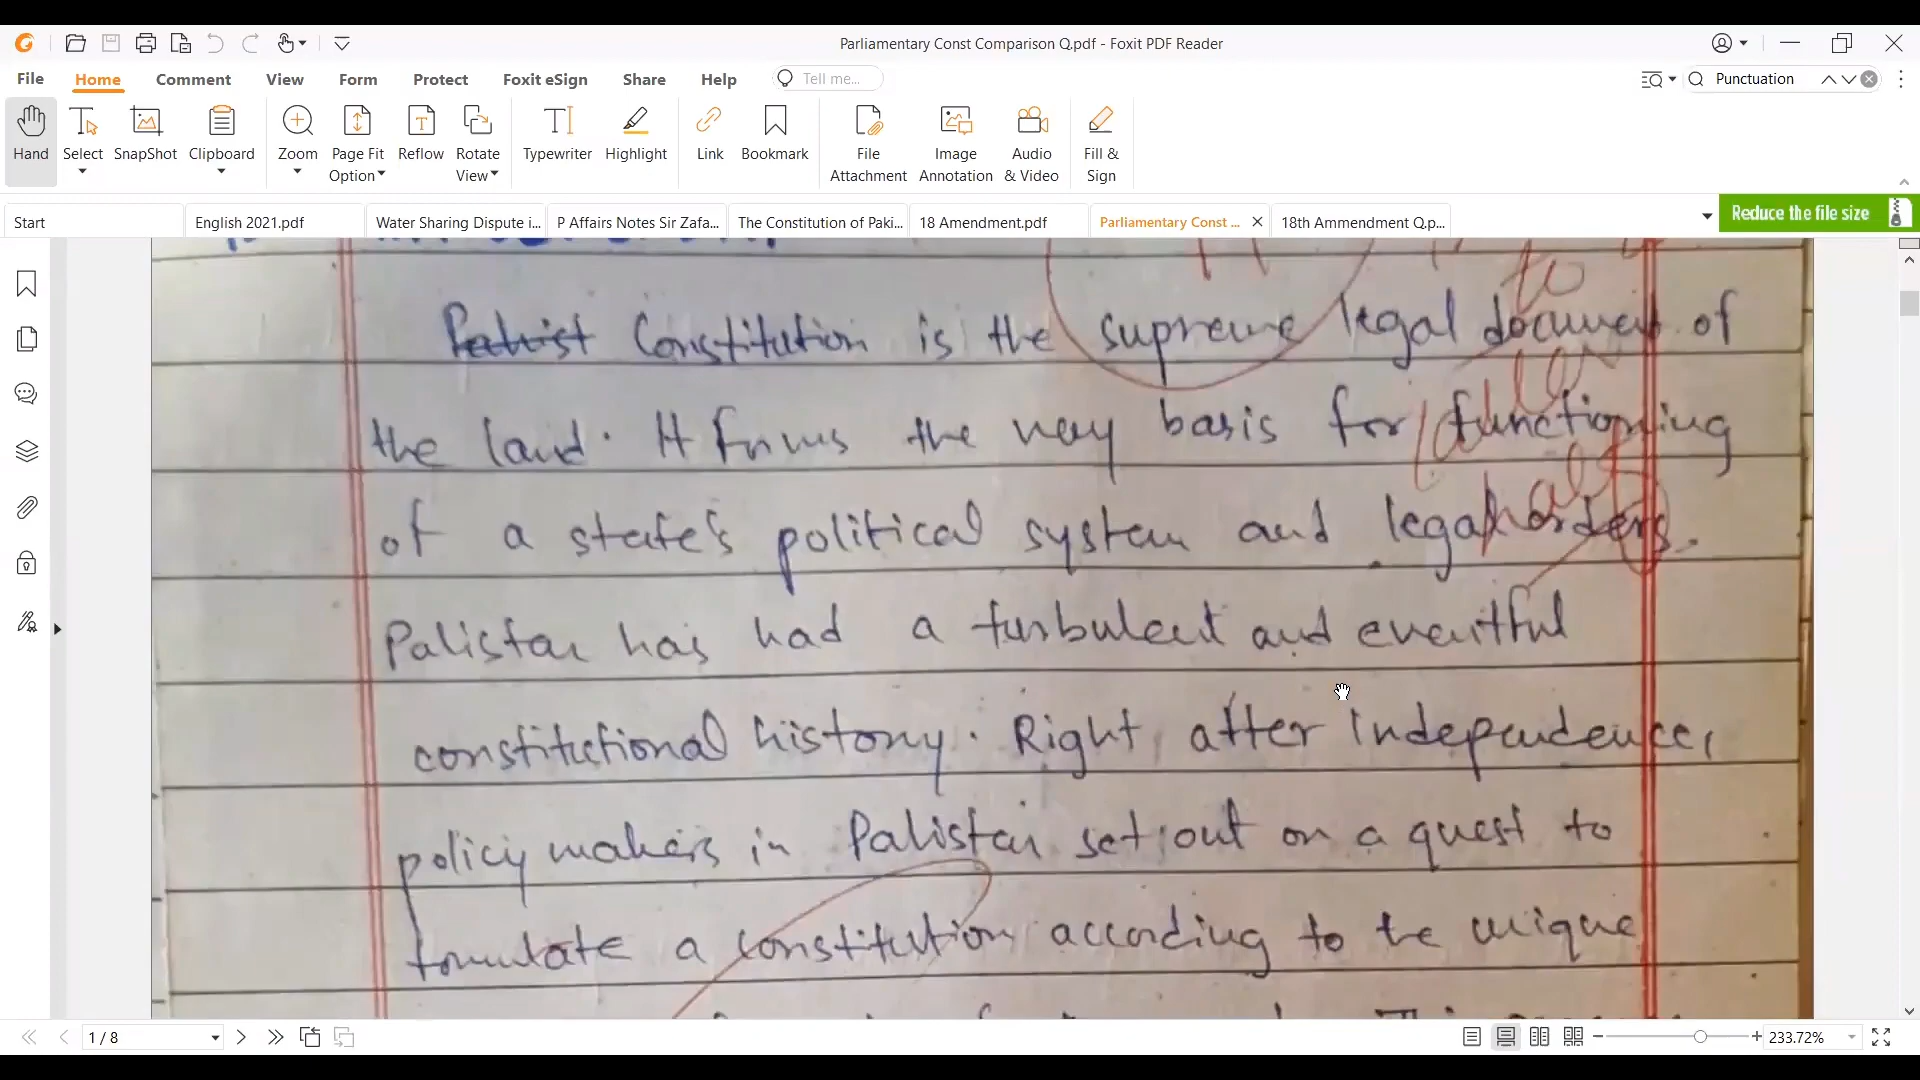 Parliamentary Const Comparison Q.pdf - Foxit PDF Reader
File Home Comment View Form Protect Foxit eSign Share Help Tell me... Punctuation
Hand Select SnapShot Clipboard Zoom Page Fit Option Reflow Rotate View Typewriter Highlight Link Bookmark File Attachment Image Annotation Audio & Video Fill & Sign
Start English 2021.pdf Water Sharing Dispute i... P Affairs Notes Sir Zafa... The Constitution of Paki... 18 Amendment.pdf Parliamentary Const ... 18th Ammendment Q.p... Reduce the file size
Constitution is the supreme legal document of
the land. It forms the very basis for functioning
of a state's political system and legal orders.
Pakistan has had a turbulent and eventful
constitutional history. Right after independence,
policy makers in Pakistan set out on a quest to
formulate a constitution according to the unique
1 / 8 233.72%